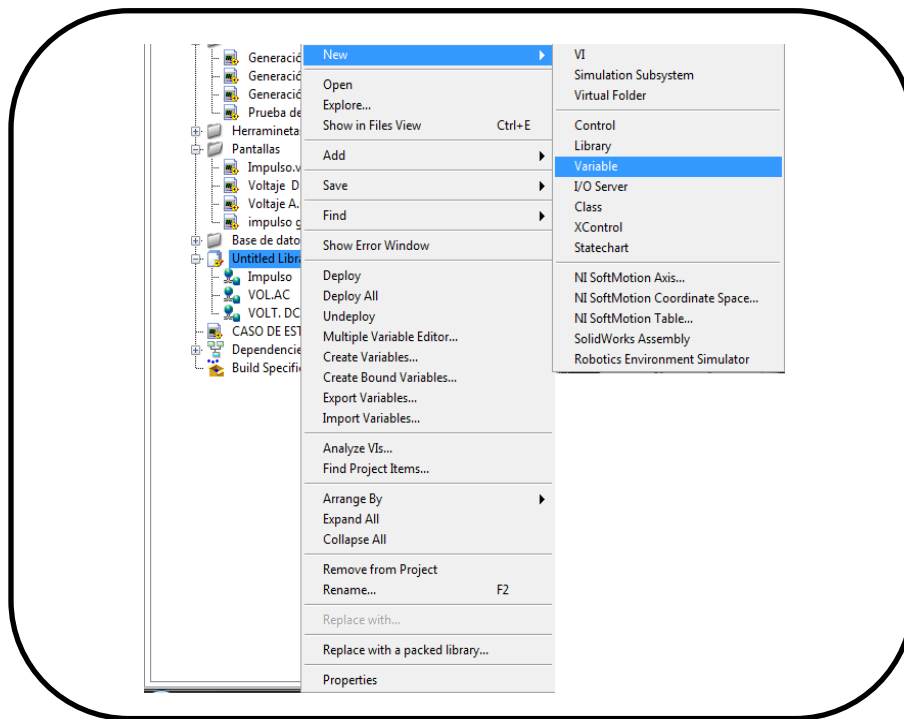 Generació
Generació
Generació
Prueba de
Herraminetas
Pantallas
Impulso.v
Voltaje D
Voltaje A.
impulso g
Base de dato
Untitled Libra
Impulso
VOL.AC
VOLT. DC
CASO DE EST
Dependencie
Build Specific
New
Open
Explore...
Show in Files View Ctrl+E
Add
Save
Find
Show Error Window
Deploy
Deploy All
Undeploy
Multiple Variable Editor...
Create Variables...
Create Bound Variables...
Export Variables...
Import Variables...
Analyze VIs...
Find Project Items...
Arrange By
Expand All
Collapse All
Remove from Project
Rename... F2
Replace with...
Replace with a packed library...
Properties
VI
Simulation Subsystem
Virtual Folder
Control
Library
Variable
I/O Server
Class
XControl
Statechart
NI SoftMotion Axis...
NI SoftMotion Coordinate Space...
NI SoftMotion Table...
SolidWorks Assembly
Robotics Environment Simulator